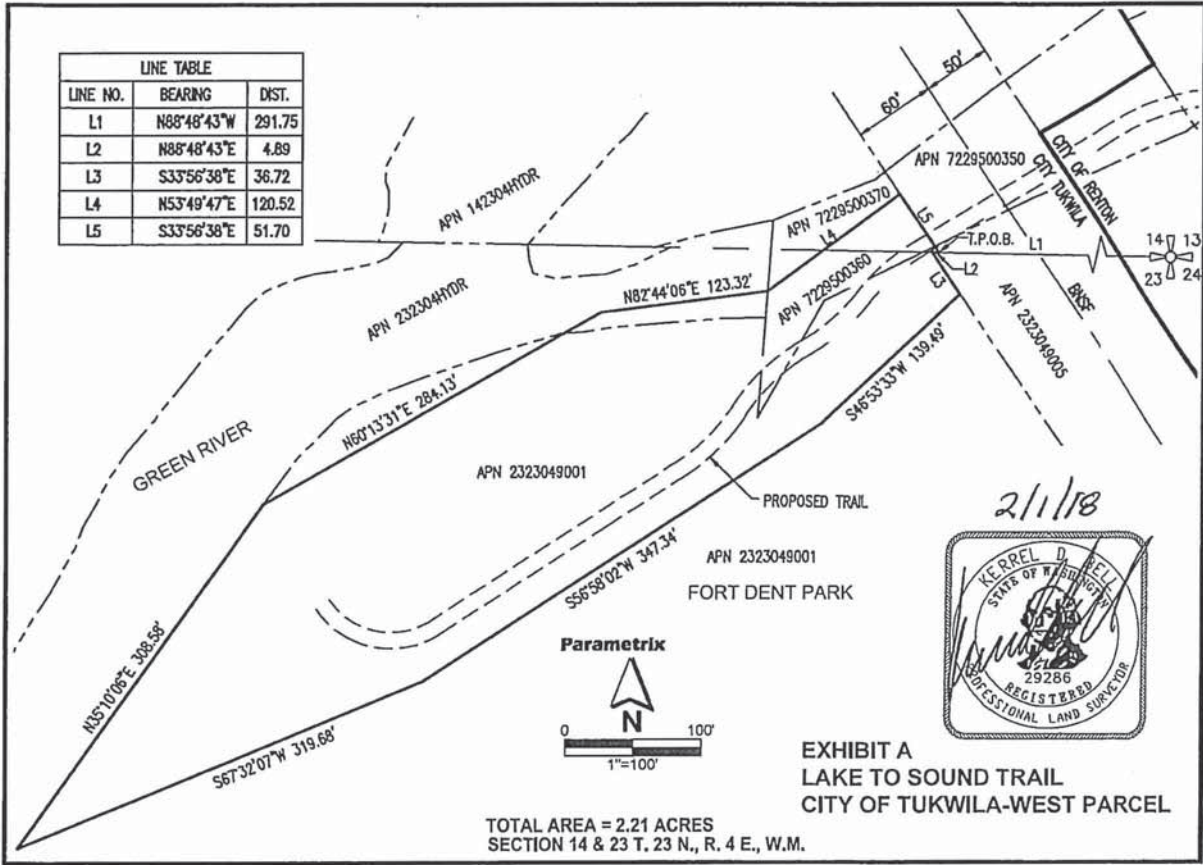 LINE TABLE
LINE NO. BEARING DIST.
L1 N88°48'43"W 291.75
L2 N88°48'43"E 4.89
L3 S33°56'38"E 36.72
L4 N53°49'47"E 120.52
L5 S33°56'38"E 51.70
50'
60'
APN 142304HYDR
APN 7229500350
CITY OF RENTON
CITY TUKWILA
APN 7229500370
L4
L5
T.P.O.B.
L1
L2
L3
14 13
23 24
APN 232304HYDR
N82°44'06"E 123.32'
APN 7229500360
BNSF
APN 2323049005
S46°53'33"W 139.49'
N60°13'31"E 284.13'
GREEN RIVER
APN 2323049001
PROPOSED TRAIL
S56°58'02"W 347.34'
APN 2323049001
FORT DENT PARK
N35°10'06"E 308.58'
S67°32'07"W 319.68'
2/1/18
KERREL D. BELL
STATE OF WASHINGTON
29286
REGISTERED
PROFESSIONAL LAND SURVEYOR
Parametrix
N
0 100'
1"=100'
EXHIBIT A
LAKE TO SOUND TRAIL
CITY OF TUKWILA-WEST PARCEL
TOTAL AREA = 2.21 ACRES
SECTION 14 & 23 T. 23 N., R. 4 E., W.M.